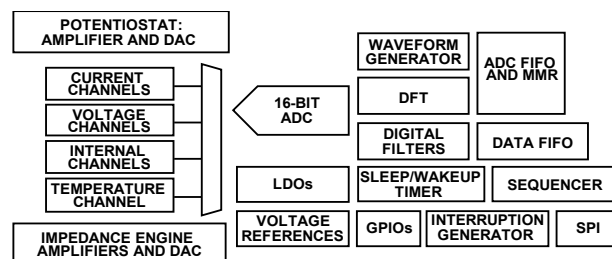 POTENTIOSTAT:
AMPLIFIER AND DAC
CURRENT
CHANNELS
VOLTAGE
CHANNELS
INTERNAL
CHANNELS
TEMPERATURE
CHANNEL
IMPEDANCE ENGINE
AMPLIFIERS AND DAC
16-BIT
ADC
WAVEFORM
GENERATOR
ADC FIFO
AND MMR
DFT
DIGITAL
FILTERS
DATA FIFO
LDOs
SLEEP/WAKEUP
TIMER
SEQUENCER
VOLTAGE
REFERENCES
GPIOs
INTERRUPTION
GENERATOR
SPI